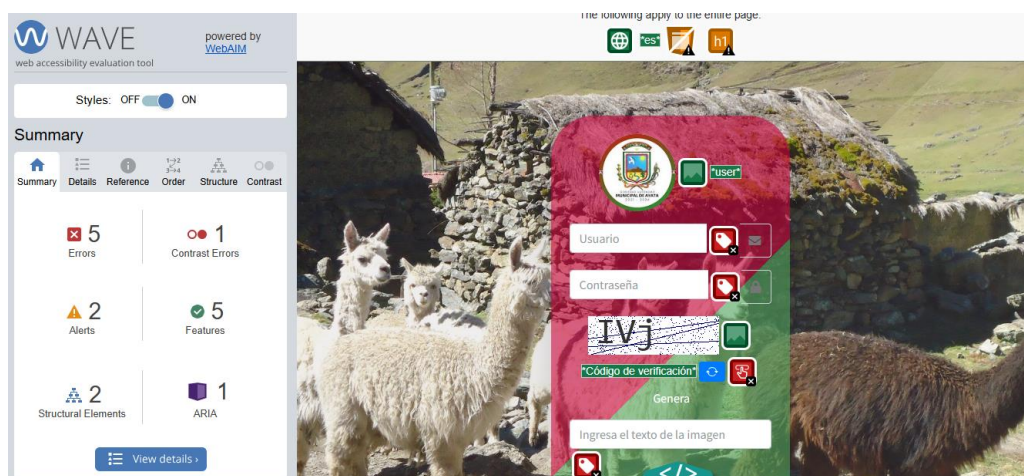 The following apply to the entire page:
WAVE
powered by
WebAIM
web accessibility evaluation tool
*es*
h1
Styles: OFF ON
Summary
Summary Details Reference Order Structure Contrast
5 Errors
1 Contrast Errors
2 Alerts
5 Features
2 Structural Elements
1 ARIA
View details ›
MUNICIPAL DE AYATA
*user*
Usuario
Contraseña
IVj
*Código de verificación*
Genera
Ingresa el texto de la imagen
</>